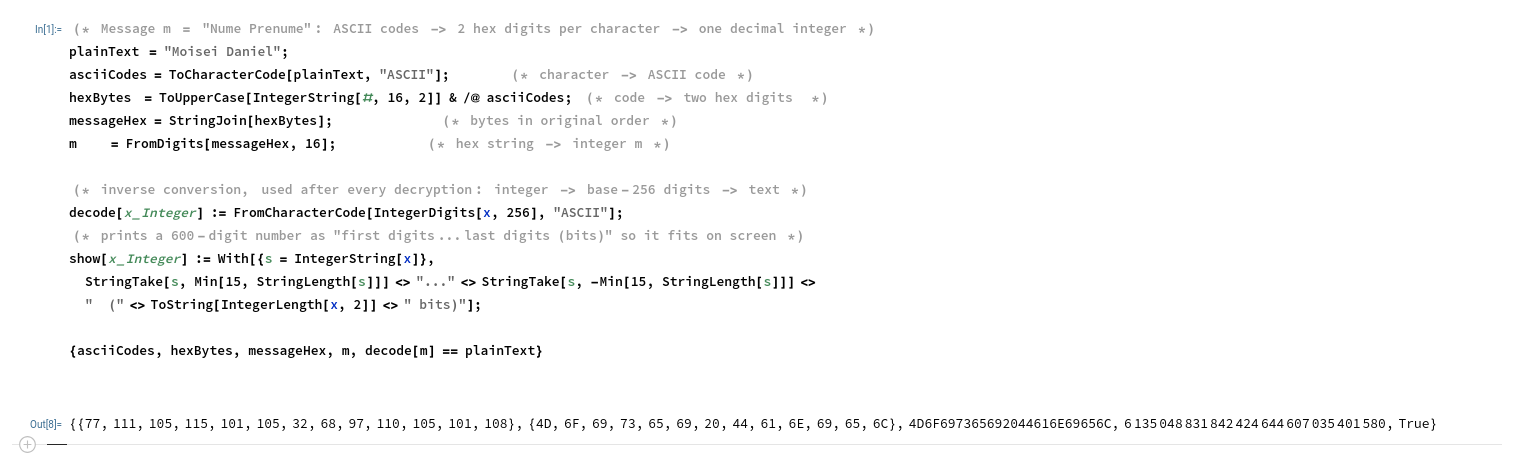 In[1]:= (* Message m = "Nume Prenume": ASCII codes -> 2 hex digits per character -> one decimal integer *)
plainText = "Moisei Daniel";
asciiCodes = ToCharacterCode[plainText, "ASCII"]; (* character -> ASCII code *)
hexBytes = ToUpperCase[IntegerString[#, 16, 2]] & /@ asciiCodes; (* code -> two hex digits *)
messageHex = StringJoin[hexBytes]; (* bytes in original order *)
m = FromDigits[messageHex, 16]; (* hex string -> integer m *)
(* inverse conversion, used after every decryption: integer -> base-256 digits -> text *)
decode[x_Integer] := FromCharacterCode[IntegerDigits[x, 256], "ASCII"];
(* prints a 600-digit number as "first digits...last digits (bits)" so it fits on screen *)
show[x_Integer] := With[{s = IntegerString[x]},
StringTake[s, Min[15, StringLength[s]]] <> "..." <> StringTake[s, -Min[15, StringLength[s]]] <>
" (" <> ToString[IntegerLength[x, 2]] <> " bits)"];
{asciiCodes, hexBytes, messageHex, m, decode[m] == plainText}
Out[8]= {{77, 111, 105, 115, 101, 105, 32, 68, 97, 110, 105, 101, 108}, {4D, 6F, 69, 73, 65, 69, 20, 44, 61, 6E, 69, 65, 6C}, 4D6F697365692044616E69656C, 6 135 048 831 842 424 644 607 035 401 580, True}